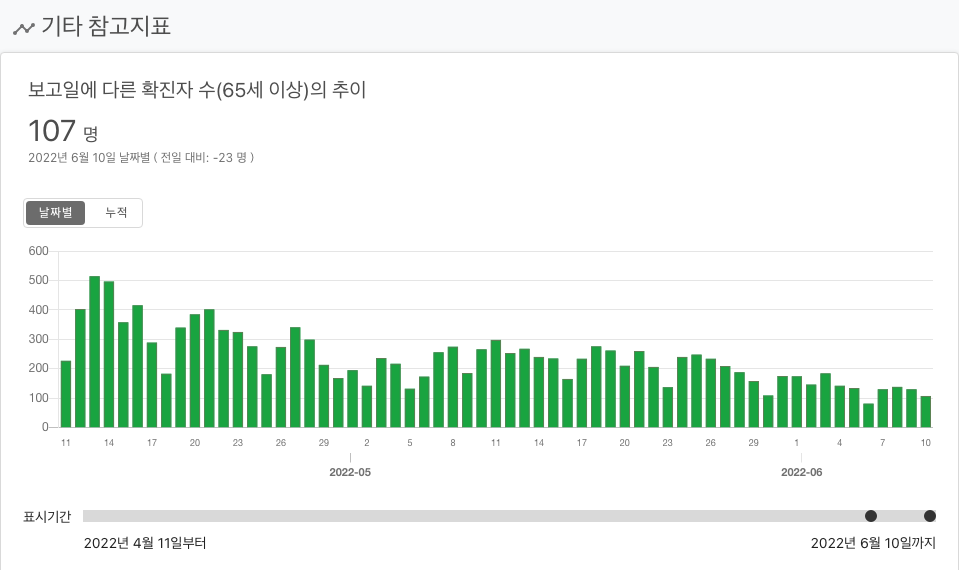 기타 참고지표
보고일에 다른 확진자 수(65세 이상)의 추이
107 명
2022년 6월 10일 날짜별 ( 전일 대비: -23 명 )
날짜별 누적
600
500
400
300
200
100
0
11 14 17 20 23 26 29 2 5 8 11 14 17 20 23 26 29 1 4 7 10
2022-05 2022-06
표시기간
2022년 4월 11일부터 2022년 6월 10일까지